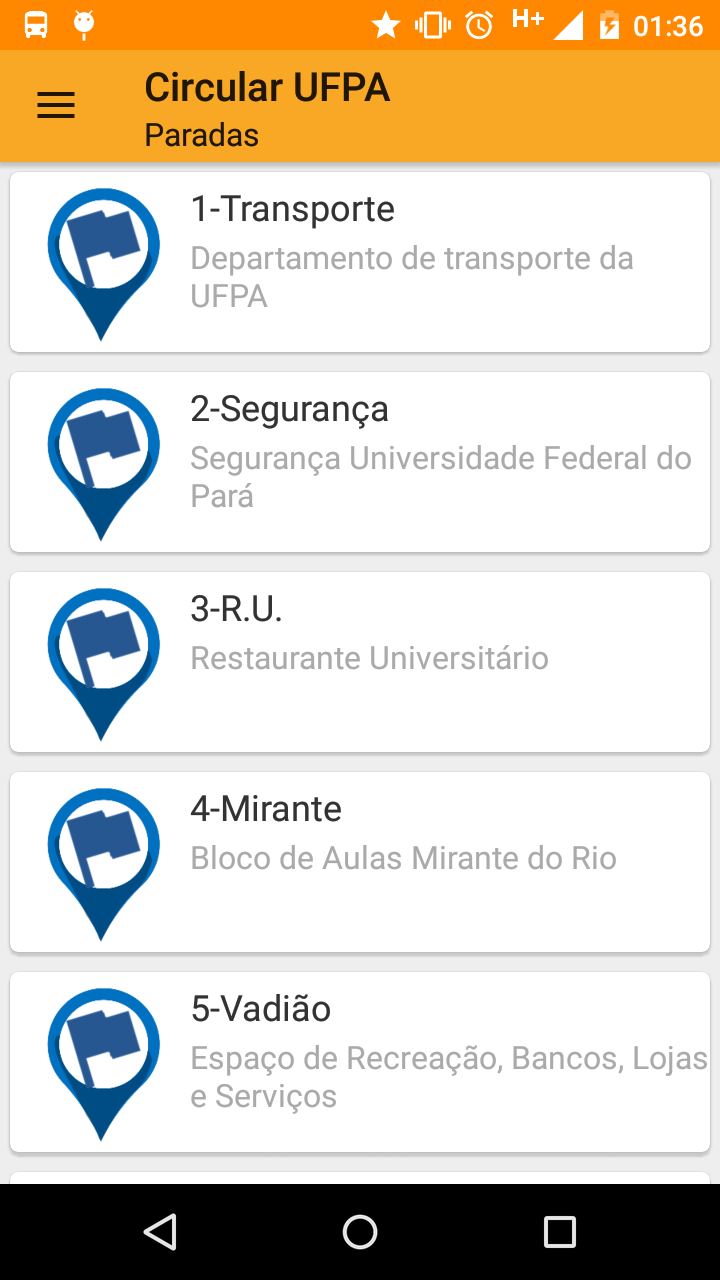 H+ 01:36
Circular UFPA
Paradas
1-Transporte
Departamento de transporte da
UFPA
2-Segurança
Segurança Universidade Federal do
Pará
3-R.U.
Restaurante Universitário
4-Mirante
Bloco de Aulas Mirante do Rio
5-Vadião
Espaço de Recreação, Bancos, Lojas
e Serviços